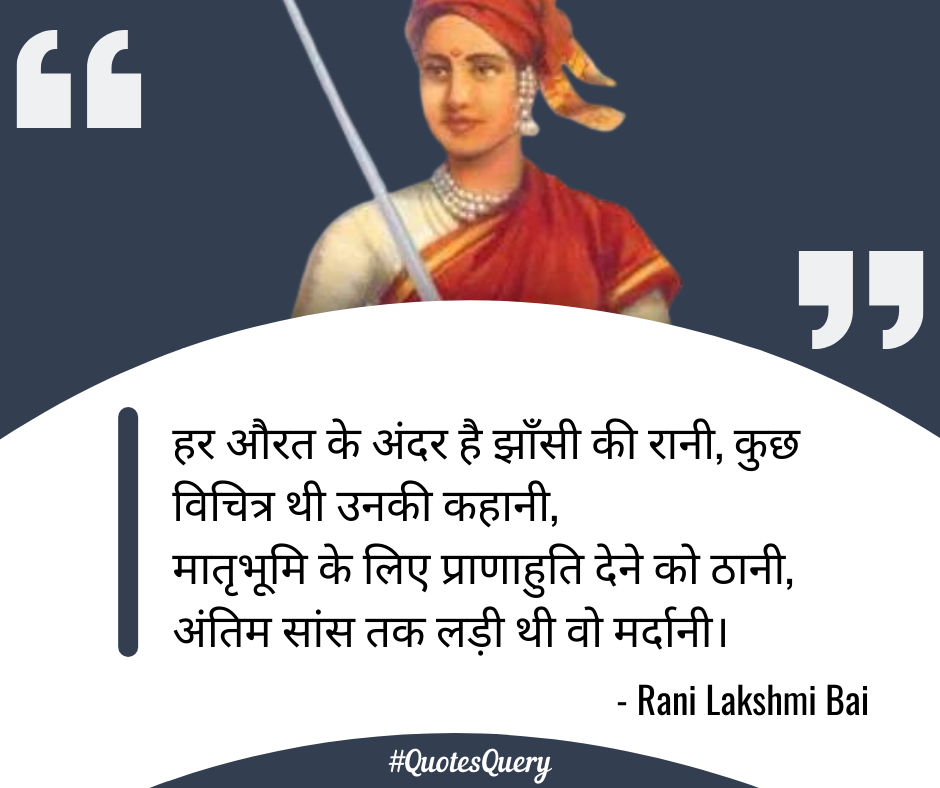 हर औरत के अंदर है झाँसी की रानी, कुछ
विचित्र थी उनकी कहानी,
मातृभूमि के लिए प्राणाहुति देने को ठानी,
अंतिम सांस तक लड़ी थी वो मर्दानी।
- Rani Lakshmi Bai
#QuotesQuery